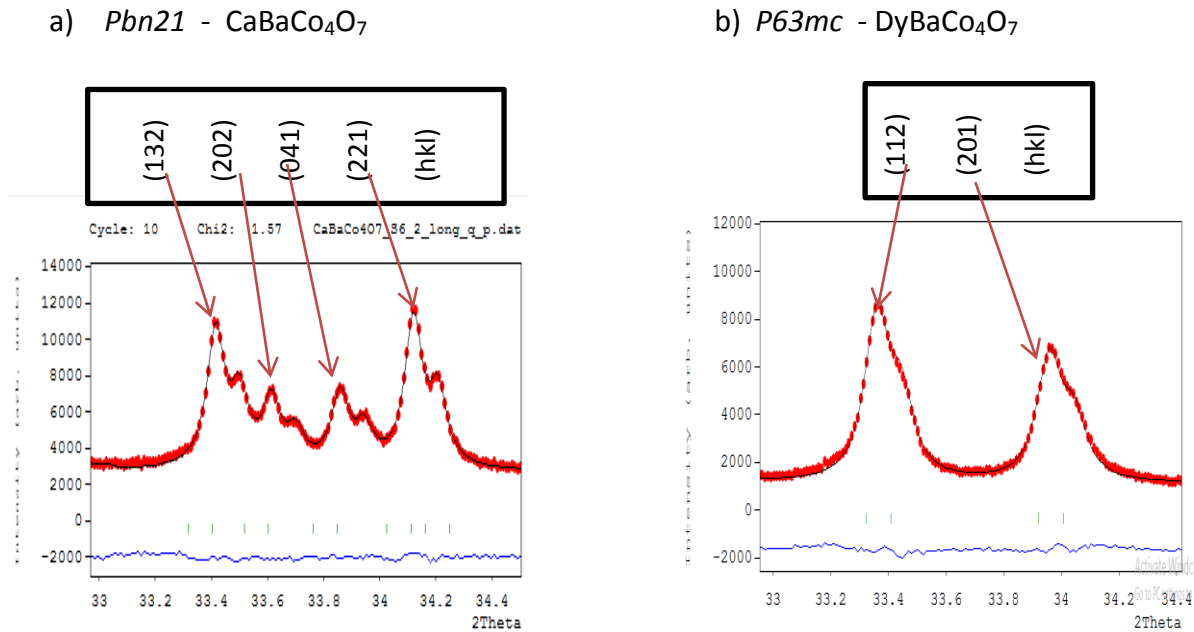 a) Pbn21 - CaBaCo₄O₇
(132)
(202)
(041)
(221)
(hkl)
Cycle: 10 Chi2: 1.57 CaBaCo4O7_S6_2_long_q_p.dat
14000
12000
10000
8000
6000
4000
2000
0
-2000
33 33.2 33.4 33.6 33.8 34 34.2 34.4
2Theta
b) P63mc - DyBaCo₄O₇
(112)
(201)
(hkl)
12000
10000
8000
6000
4000
2000
0
-2000
33 33.2 33.4 33.6 33.8 34 34.2 34.4
2Theta